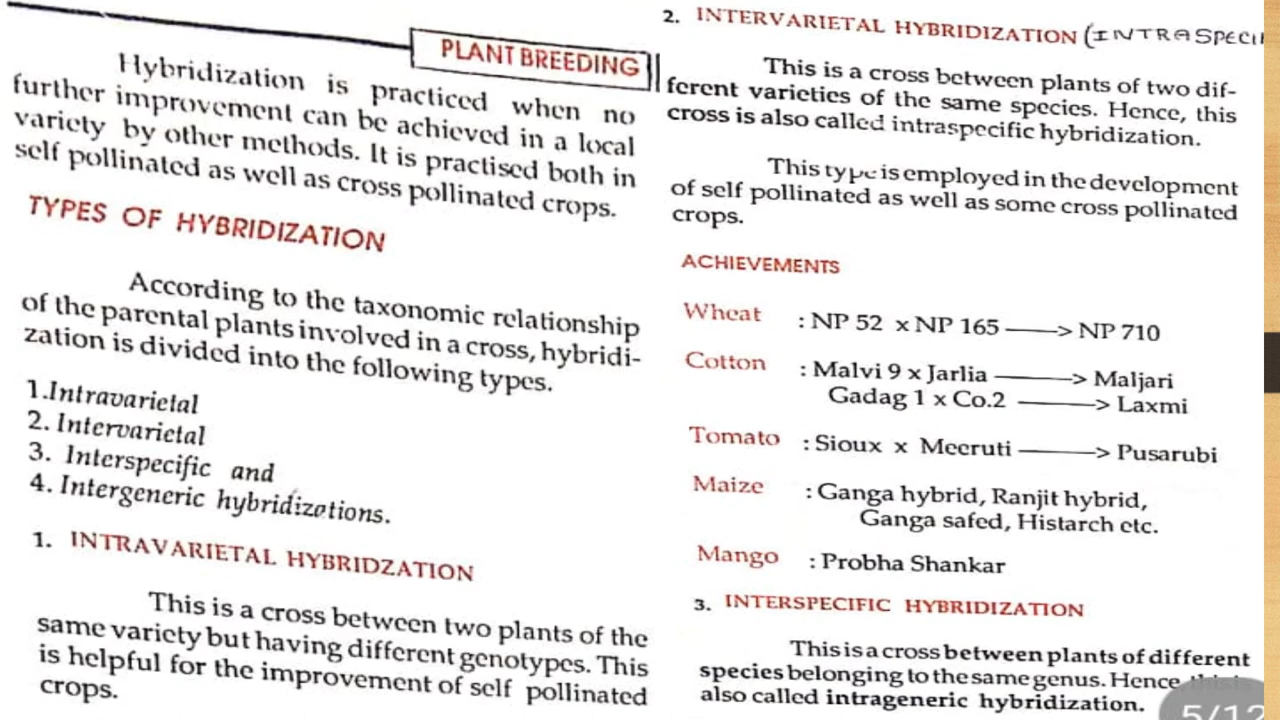 PLANT BREEDING
Hybridization is practiced when no
further improvement can be achieved in a local
variety by other methods. It is practised both in
self pollinated as well as cross pollinated crops.
TYPES OF HYBRIDIZATION
According to the taxonomic relationship
of the parental plants involved in a cross, hybridi-
zation is divided into the following types.
1.Intravarietal
2. Intervarietal
3. Interspecific and
4. Intergeneric hybridizations.
1. INTRAVARIETAL HYBRIDZATION
This is a cross between two plants of the
same variety but having different genotypes. This
is helpful for the improvement of self pollinated
crops.
2. INTERVARIETAL HYBRIDIZATION (INTRASPECI
This is a cross between plants of two dif-
ferent varieties of the same species. Hence, this
cross is also called intraspecific hybridization.
This type is employed in the development
of self pollinated as well as some cross pollinated
crops.
ACHIEVEMENTS
Wheat : NP 52 x NP 165 ——> NP 710
Cotton : Malvi 9 x Jarlia ——> Maljari
Gadag 1 x Co.2 ——> Laxmi
Tomato : Sioux x Meeruti ——> Pusarubi
Maize : Ganga hybrid, Ranjit hybrid,
Ganga safed, Histarch etc.
Mango : Probha Shankar
3. INTERSPECIFIC HYBRIDIZATION
This is a cross between plants of different
species belonging to the same genus. Hence, this is
also called intrageneric hybridization.
5/12